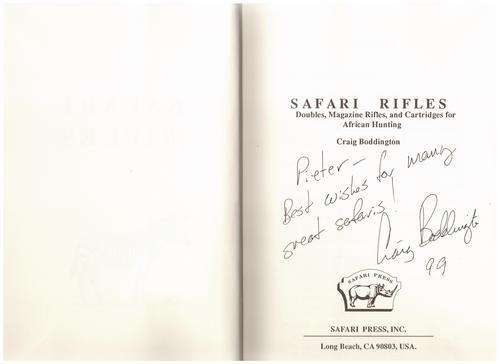 SAFARI RIFLES
Doubles, Magazine Rifles, and Cartridges for
African Hunting
Craig Boddington
Pieter –
Best wishes for many
great safaris!
Craig Boddington
99
SAFARI PRESS
SAFARI PRESS, INC.
Long Beach, CA 90803, USA.